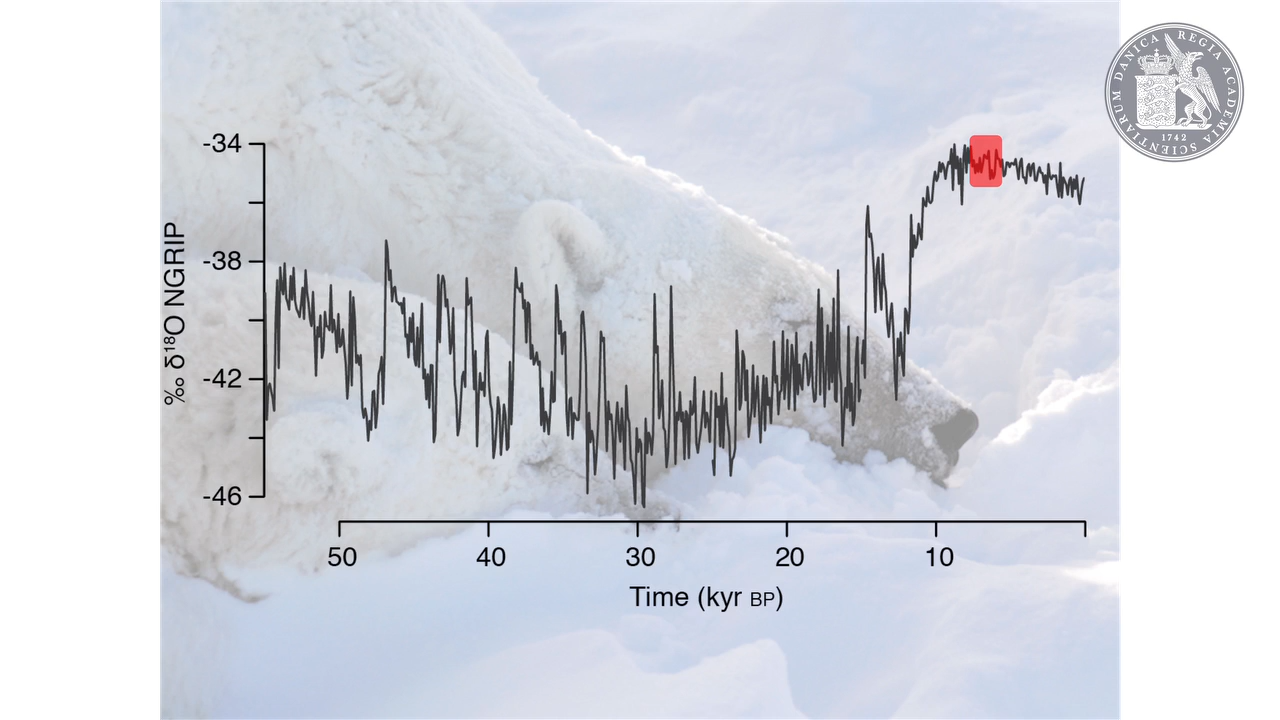 REGIA ACADEMIA SCIENTIARUM DANICA
1742
-34
-38
-42
-46
‰ δ¹⁸O NGRIP
50 40 30 20 10
Time (kyr BP)